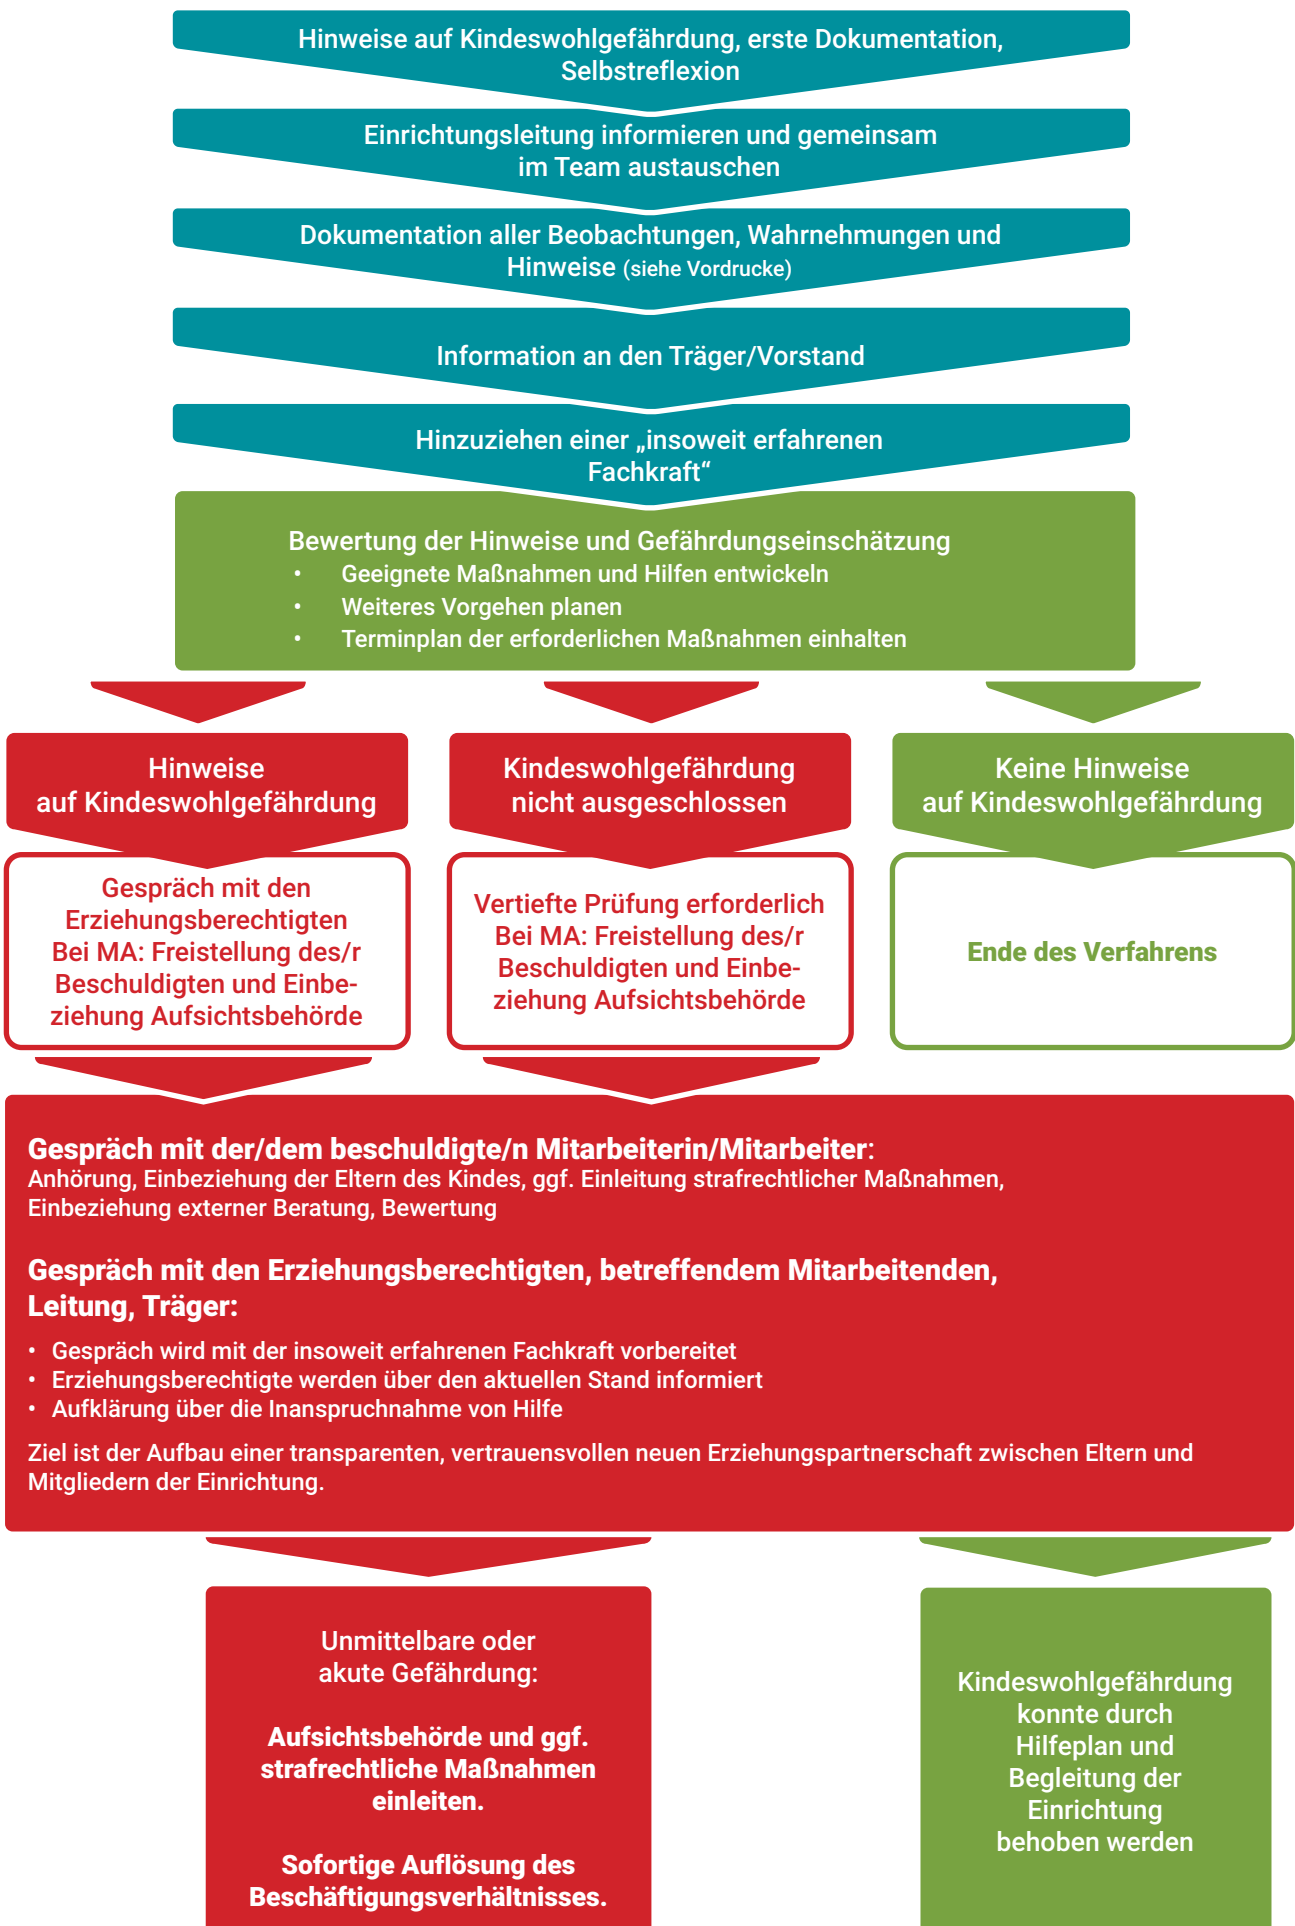 Hinweise auf Kindeswohlgefährdung, erste Dokumentation,
Selbstreflexion
Einrichtungsleitung informieren und gemeinsam
im Team austauschen
Dokumentation aller Beobachtungen, Wahrnehmungen und
Hinweise (siehe Vordrucke)
Information an den Träger/Vorstand
Hinzuziehen einer „insoweit erfahrenen
Fachkraft“
Bewertung der Hinweise und Gefährdungseinschätzung
• Geeignete Maßnahmen und Hilfen entwickeln
• Weiteres Vorgehen planen
• Terminplan der erforderlichen Maßnahmen einhalten
Hinweise
auf Kindeswohlgefährdung
Gespräch mit den
Erziehungsberechtigten
Bei MA: Freistellung des/r
Beschuldigten und Einbe-
ziehung Aufsichtsbehörde
Kindeswohlgefährdung
nicht ausgeschlossen
Vertiefte Prüfung erforderlich
Bei MA: Freistellung des/r
Beschuldigten und Einbe-
ziehung Aufsichtsbehörde
Keine Hinweise
auf Kindeswohlgefährdung
Ende des Verfahrens
Gespräch mit der/dem beschuldigte/n Mitarbeiterin/Mitarbeiter:
Anhörung, Einbeziehung der Eltern des Kindes, ggf. Einleitung strafrechtlicher Maßnahmen,
Einbeziehung externer Beratung, Bewertung
Gespräch mit den Erziehungsberechtigten, betreffendem Mitarbeitenden,
Leitung, Träger:
• Gespräch wird mit der insoweit erfahrenen Fachkraft vorbereitet
• Erziehungsberechtigte werden über den aktuellen Stand informiert
• Aufklärung über die Inanspruchnahme von Hilfe
Ziel ist der Aufbau einer transparenten, vertrauensvollen neuen Erziehungspartnerschaft zwischen Eltern und
Mitgliedern der Einrichtung.
Unmittelbare oder
akute Gefährdung:
Aufsichtsbehörde und ggf.
strafrechtliche Maßnahmen
einleiten.
Sofortige Auflösung des
Beschäftigungsverhältnisses.
Kindeswohlgefährdung
konnte durch
Hilfeplan und
Begleitung der
Einrichtung
behoben werden